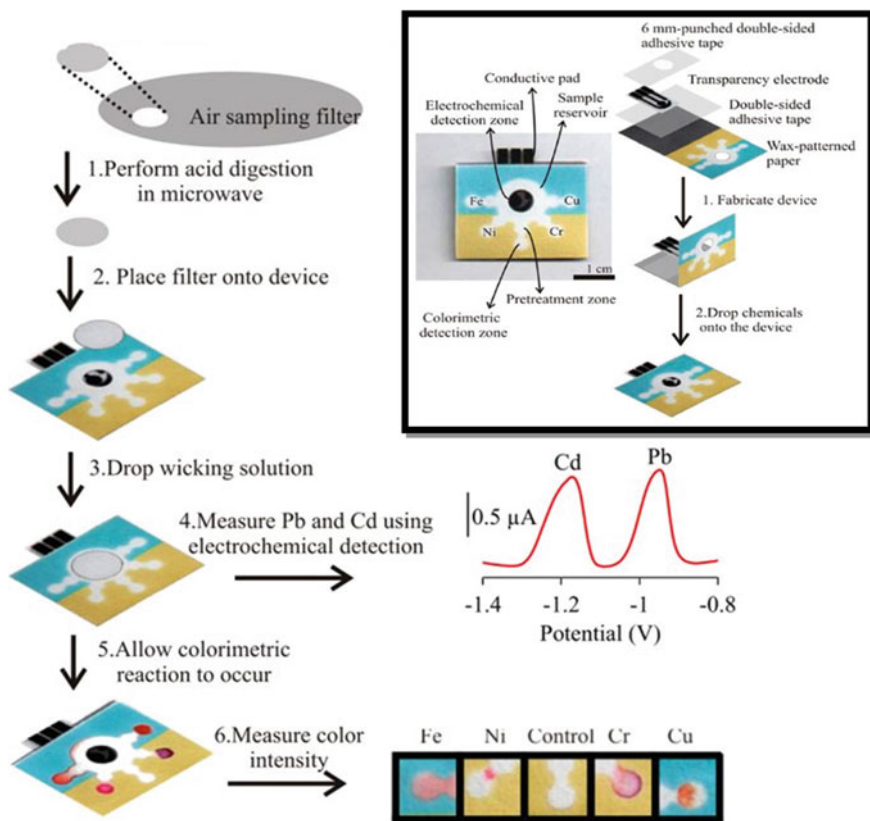 Air sampling filter
1.Perform acid digestion
in microwave
2. Place filter onto device
3.Drop wicking solution
4.Measure Pb and Cd using
electrochemical detection
5.Allow colorimetric
reaction to occur
6.Measure color
intensity
6 mm-punched double-sided
adhesive tape
Conductive pad
Transparency electrode
Electrochemical
detection zone
Sample
reservoir
Double-sided
adhesive tape
Wax-patterned
paper
Fe
Cu
Ni
Cr
1 cm
Pretreatment zone
Colorimetric
detection zone
1. Fabricate device
2.Drop chemicals
onto the device
Cd
Pb
0.5 µA
-1.4 -1.2 -1 -0.8
Potential (V)
Fe Ni Control Cr Cu